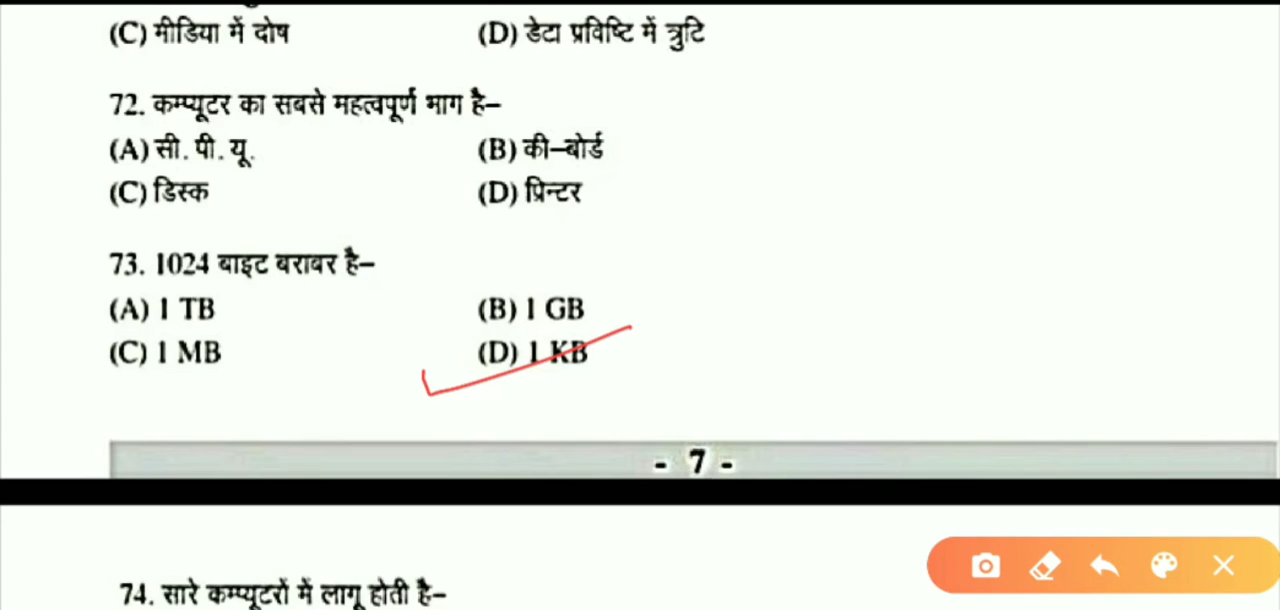 (C) मीडिया में दोष (D) डेटा प्रविष्टि में त्रुटि
72. कम्प्यूटर का सबसे महत्वपूर्ण भाग है–
(A) सी. पी. यू. (B) की–बोर्ड
(C) डिस्क (D) प्रिन्टर
73. 1024 बाइट बराबर है–
(A) 1 TB (B) 1 GB
(C) 1 MB (D) 1 KB
- 7 -
74. सारे कम्प्यूटरों में लागू होती है–